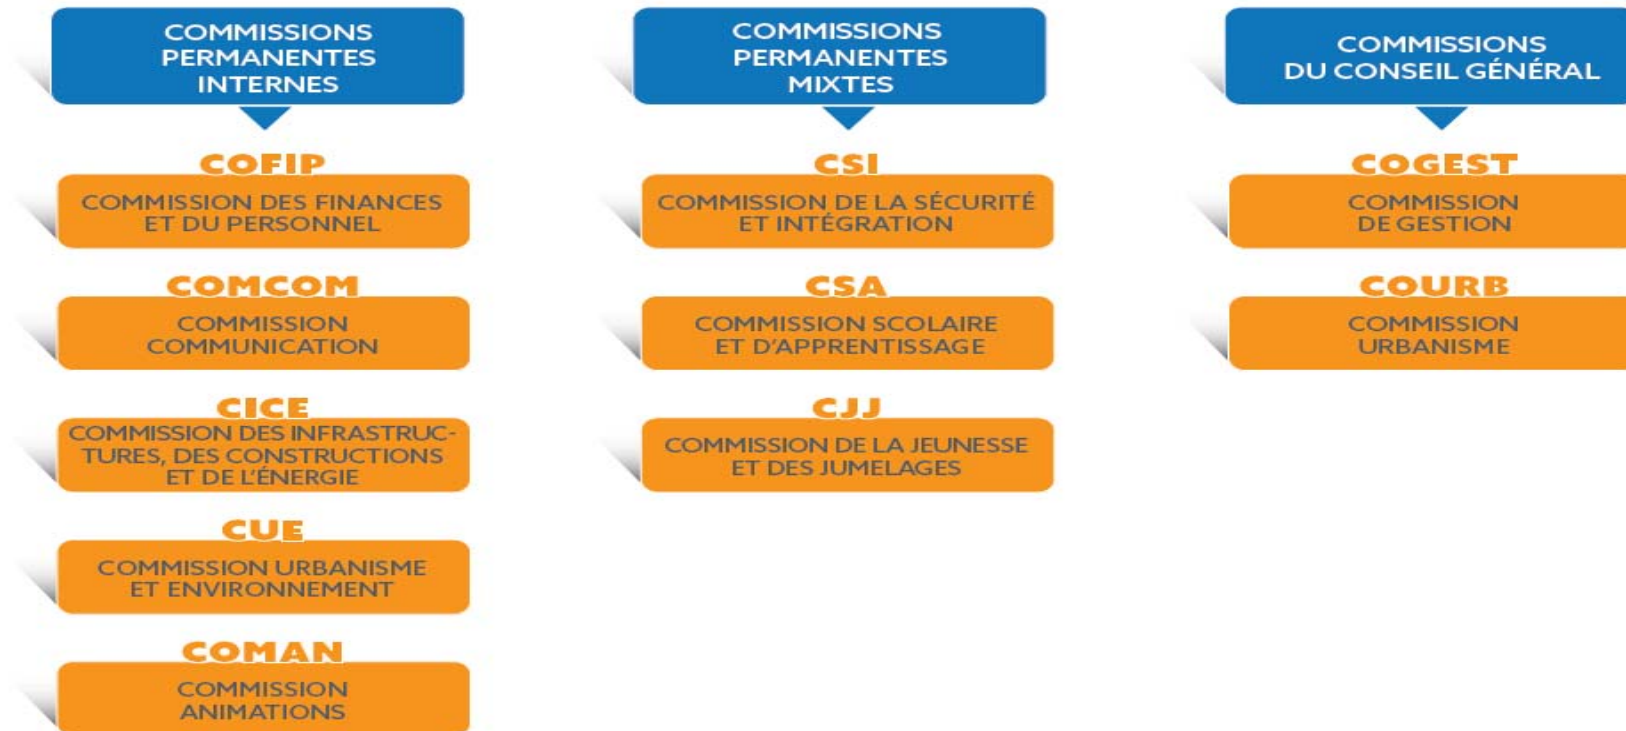 COMMISSIONS
PERMANENTES
INTERNES
COFIP
COMMISSION DES FINANCES
ET DU PERSONNEL
COMCOM
COMMISSION
COMMUNICATION
CICE
COMMISSION DES INFRASTRUC-
TURES, DES CONSTRUCTIONS
ET DE L'ÉNERGIE
CUE
COMMISSION URBANISME
ET ENVIRONNEMENT
COMAN
COMMISSION
ANIMATIONS
COMMISSIONS
PERMANENTES
MIXTES
CSI
COMMISSION DE LA SÉCURITÉ
ET INTÉGRATION
CSA
COMMISSION SCOLAIRE
ET D'APPRENTISSAGE
CJJ
COMMISSION DE LA JEUNESSE
ET DES JUMELAGES
COMMISSIONS
DU CONSEIL GÉNÉRAL
COGEST
COMMISSION
DE GESTION
COURB
COMMISSION
URBANISME